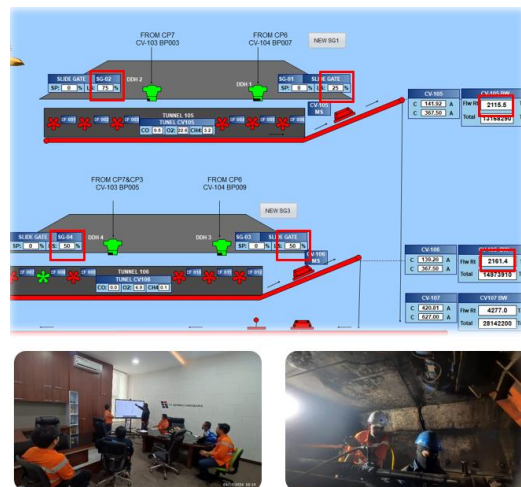 FROM CP7
CV-103 BP003
FROM CP6
CV-104 BP007
NEW SG1
SLIDE GATE SG-02
SP: 0 % LS: 75 %
DDH 2
DDH 1
SG-01 SLIDE GATE
SP: 0 % LS: 25 %
CV-105
M5
TUNNEL 105
TUNEL CV105
CV-105
C 141.52 A
C 367.50 A
CV-105 BW
Flw Rt 2115.5
Total 13168290
FROM CP7&CP3
CV-103 BP005
FROM CP6
CV-104 BP009
NEW SG3
SLIDE GATE SG-04
SP: 0 % LS: 50 %
DDH 4
DDH 3
SG-03 SLIDE GATE
SP: 0 % LS: 50 %
CV-106
M5
TUNNEL 106
TUNEL CV106
CV-106
C 139.20 A
C 367.50 A
Flw Rt 2161.4
Total 14973910
CV-107
C 420.81 A
C 627.00 A
CV107 BW
Flw Rt 4277.0
Total 28142200